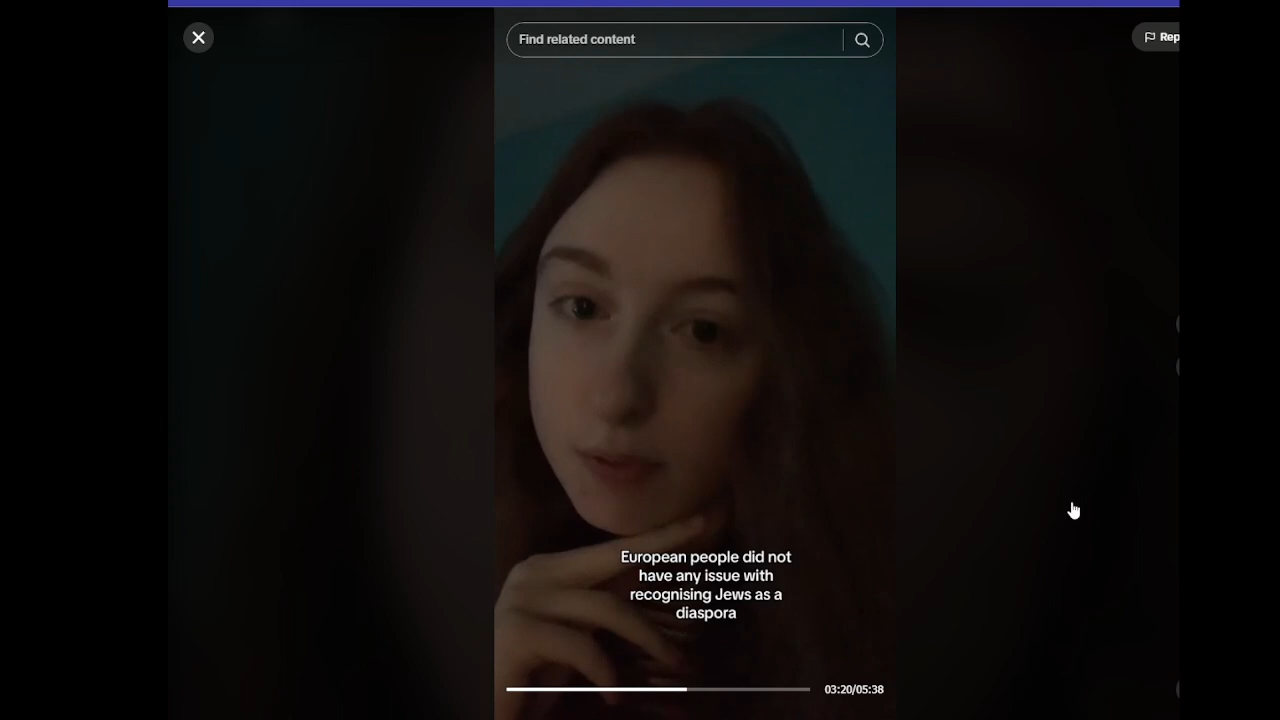 Find related content
Rep
European people did not
have any issue with
recognising Jews as a
diaspora
03:20/05:38